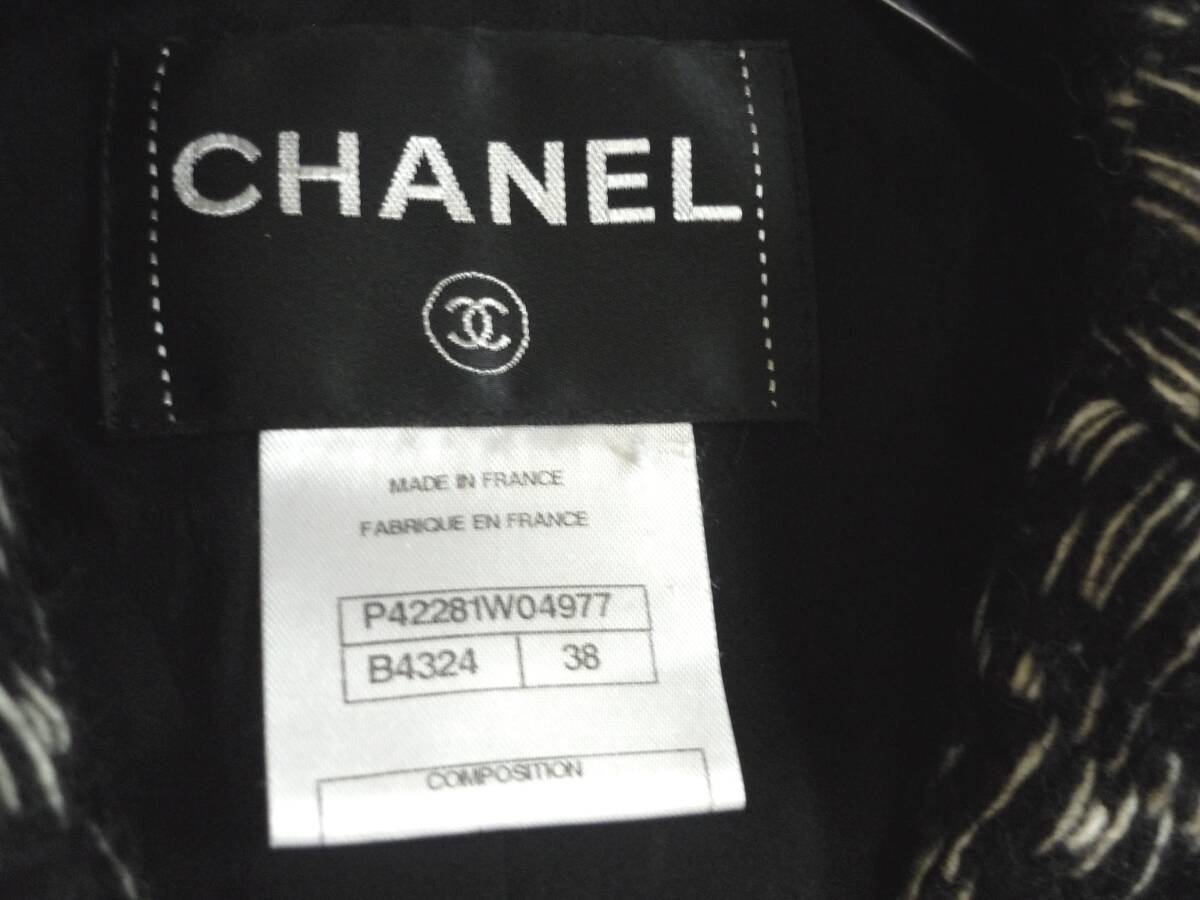 CHANEL
MADE IN FRANCE
FABRIQUE EN FRANCE
P42281W04977
B4324 38
COMPOSITION